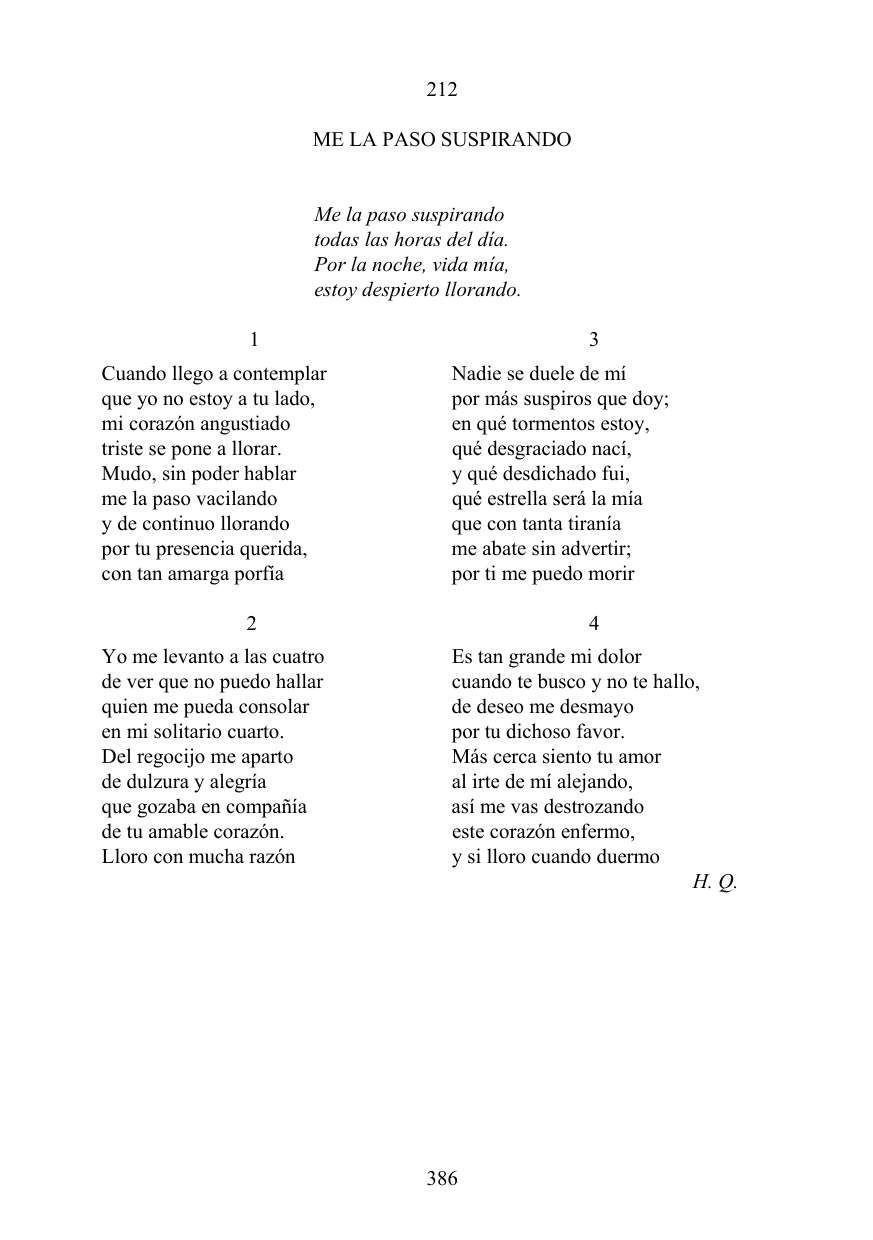 212
ME LA PASO SUSPIRANDO
Me la paso suspirando
todas las horas del día.
Por la noche, vida mía,
estoy despierto llorando.
1
Cuando llego a contemplar
que yo no estoy a tu lado,
mi corazón angustiado
triste se pone a llorar.
Mudo, sin poder hablar
me la paso vacilando
y de continuo llorando
por tu presencia querida,
con tan amarga porfía
2
Yo me levanto a las cuatro
de ver que no puedo hallar
quien me pueda consolar
en mi solitario cuarto.
Del regocijo me aparto
de dulzura y alegría
que gozaba en compañía
de tu amable corazón.
Lloro con mucha razón
3
Nadie se duele de mí
por más suspiros que doy;
en qué tormentos estoy,
qué desgraciado nací,
y qué desdichado fui,
qué estrella será la mía
que con tanta tiranía
me abate sin advertir;
por ti me puedo morir
4
Es tan grande mi dolor
cuando te busco y no te hallo,
de deseo me desmayo
por tu dichoso favor.
Más cerca siento tu amor
al irte de mí alejando,
así me vas destrozando
este corazón enfermo,
y si lloro cuando duermo
H. Q.
386